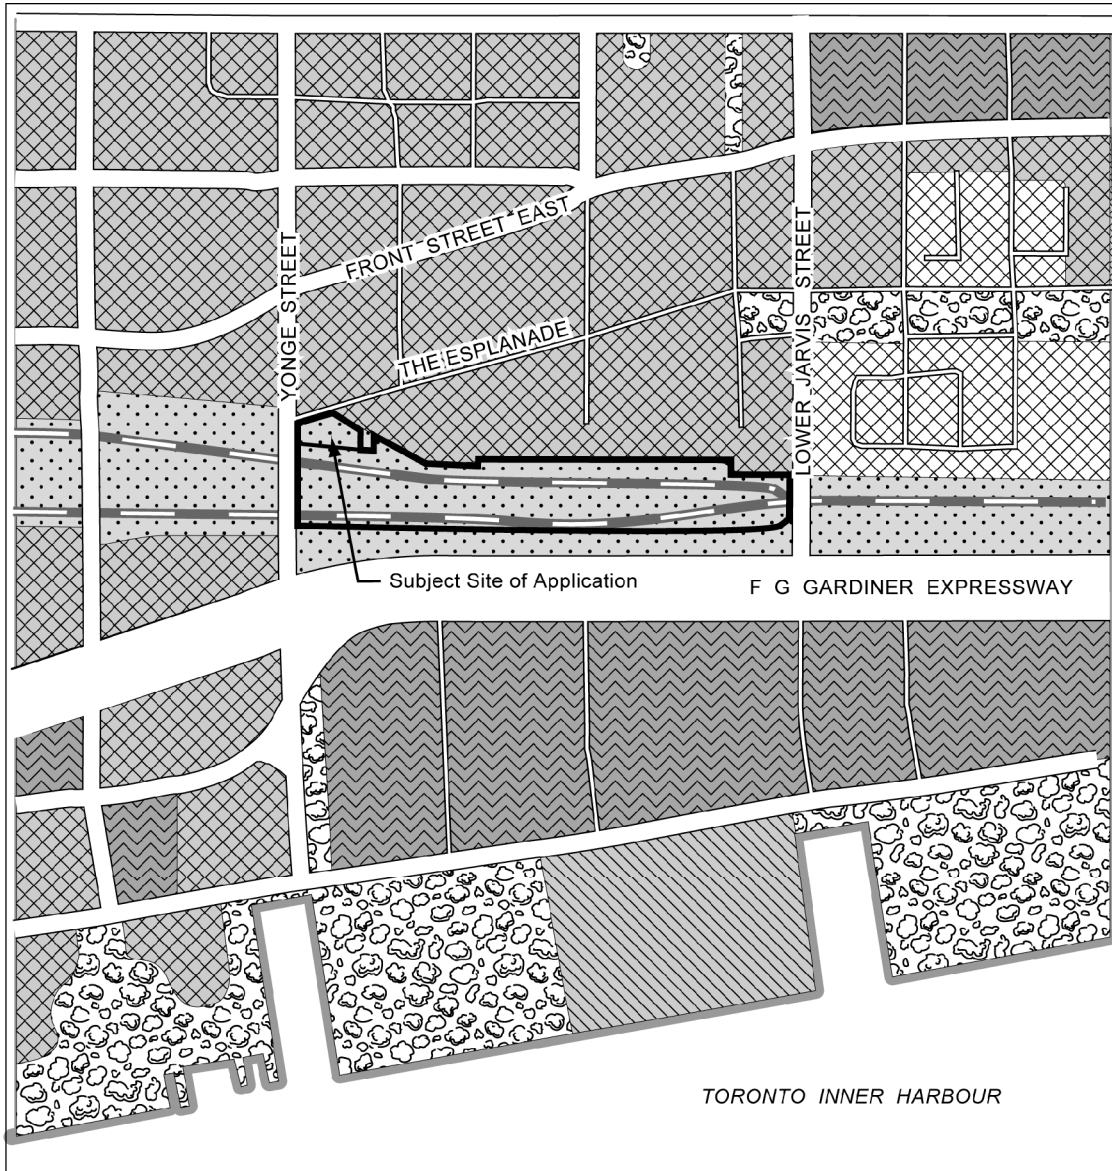 FRONT STREET EAST
YONGE STREET
THE ESPLANADE
LOWER JARVIS STREET
Subject Site of Application
F G GARDINER EXPRESSWAY
TORONTO INNER HARBOUR